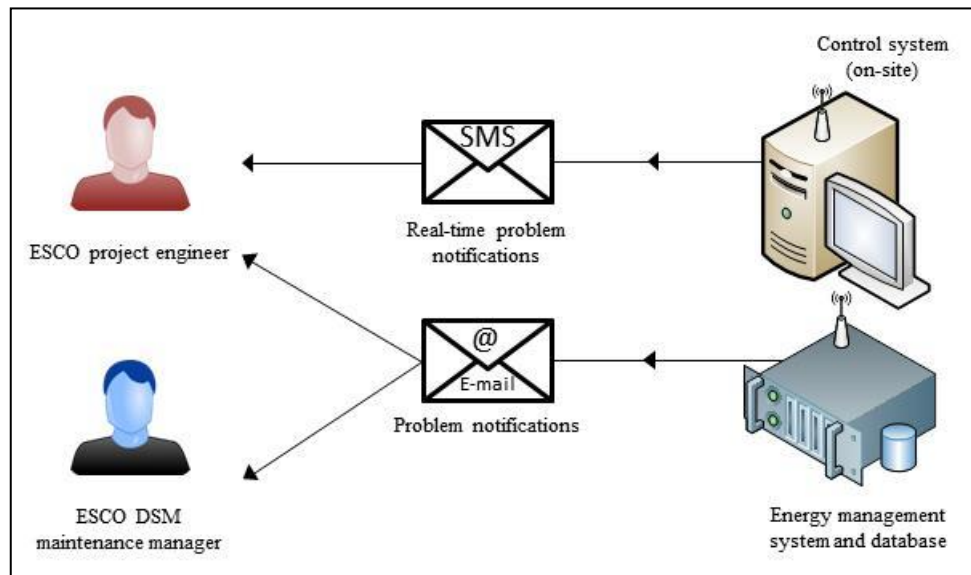 Control system
(on-site)
SMS
Real-time problem
notifications
ESCO project engineer
@
E-mail
Problem notifications
ESCO DSM
maintenance manager
Energy management
system and database